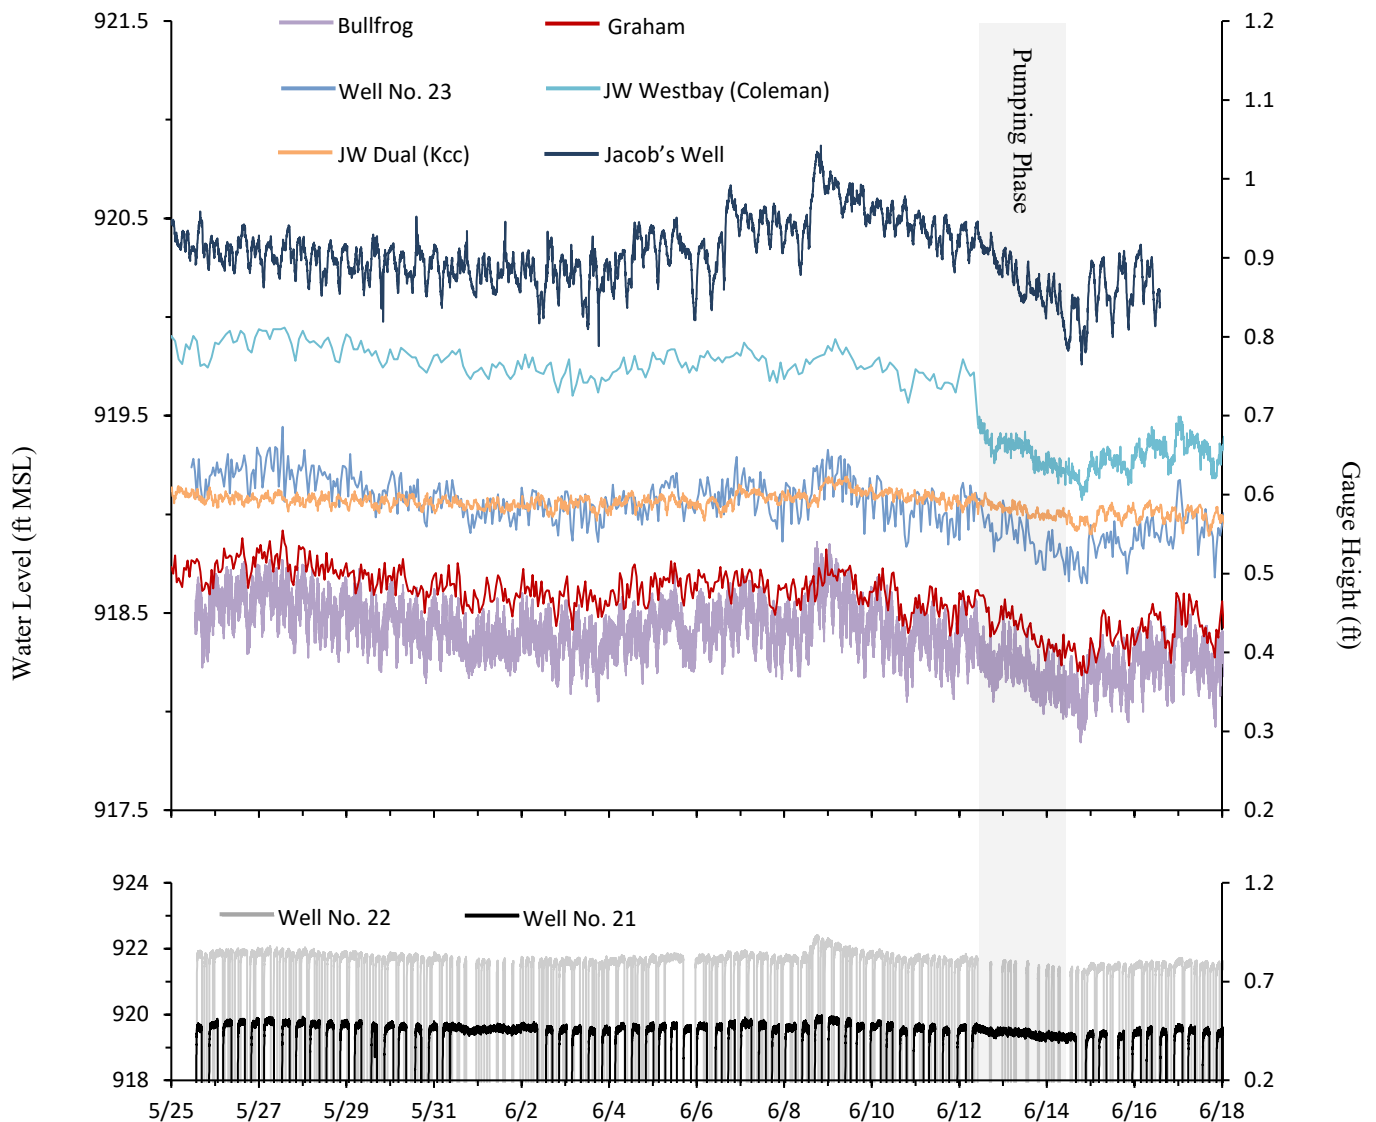 921.5
920.5
919.5
918.5
917.5
Water Level (ft MSL)
Bullfrog
Graham
Well No. 23
JW Westbay (Coleman)
JW Dual (Kcc)
Jacob’s Well
Pumping Phase
1.2
1.1
1
0.9
0.8
0.7
0.6
0.5
0.4
0.3
0.2
Gauge Height (ft)
924
922
920
918
Well No. 22
Well No. 21
1.2
0.7
0.2
5/25 5/27 5/29 5/31 6/2 6/4 6/6 6/8 6/10 6/12 6/14 6/16 6/18